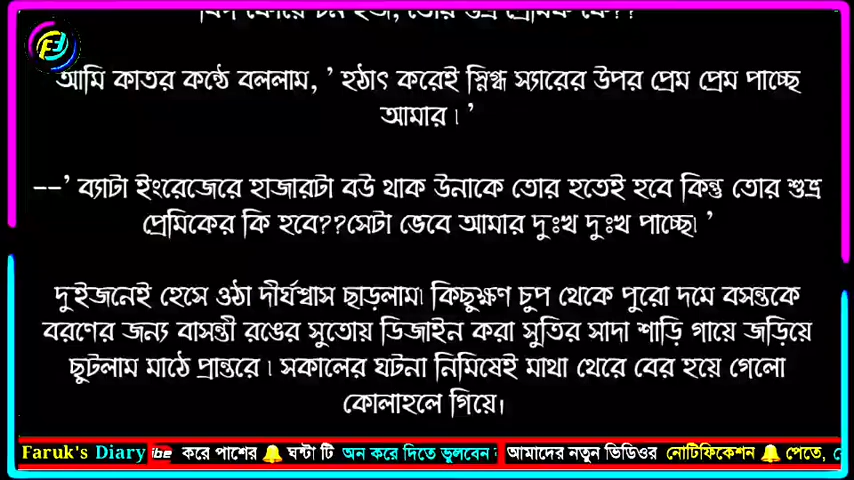 আমি কাতর কন্ঠে বললাম, ' হঠাৎ করেই স্নিগ্ধ স্যারের উপর প্রেম প্রেম পাচ্ছে
আমার। '
--' ব্যাটা ইংরেজেরে হাজারটা বউ থাক উনাকে তোর হতেই হবে কিন্তু তোর শুভ্র
প্রেমিকের কি হবে??সেটা ভেবে আমার দুঃখ দুঃখ পাচ্ছে। '
দুইজনেই হেসে ওঠা দীর্ঘশ্বাস ছাড়লাম। কিছুক্ষণ চুপ থেকে পুরো দমে বসন্তকে
বরণের জন্য বাসন্তী রঙের সুতোয় ডিজাইন করা সুতির সাদা শাড়ি গায়ে জড়িয়ে
ছুটলাম মাঠে প্রান্তরে। সকালের ঘটনা নিমিষেই মাথা থেরে বের হয়ে গেলো
কোলাহলে গিয়ে।
Faruk's Diary ibe করে পাশের 🔔 ঘন্টা টি অন করে দিতে ভুলবেন আমাদের নতুন ভিডিওর নোটিফিকেশন 🔔 পেতে,